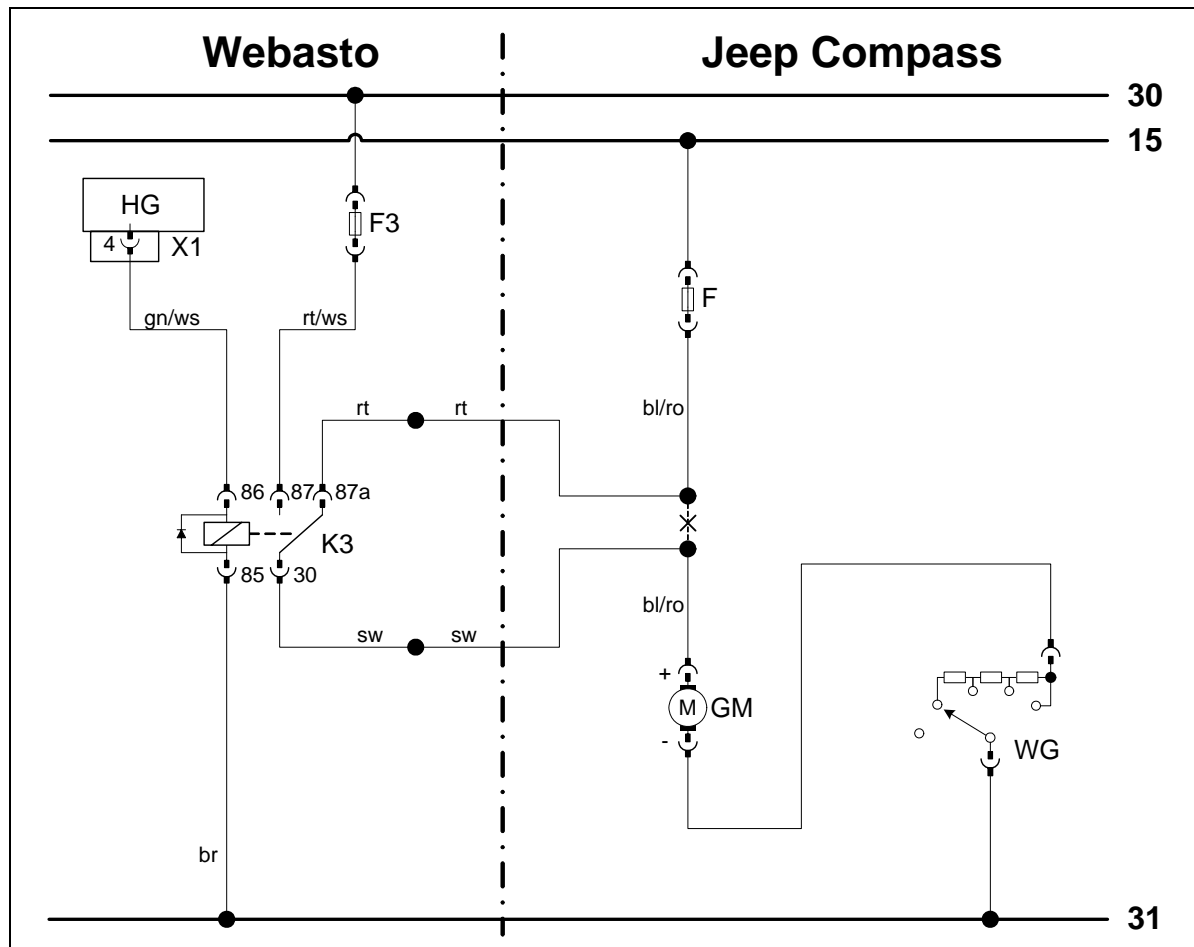 Webasto
Jeep Compass
30
15
HG
4
X1
F3
F
gn/ws
rt/ws
rt
rt
bl/ro
86
87
87a
K3
85
30
bl/ro
sw
sw
+
M
GM
-
WG
br
31